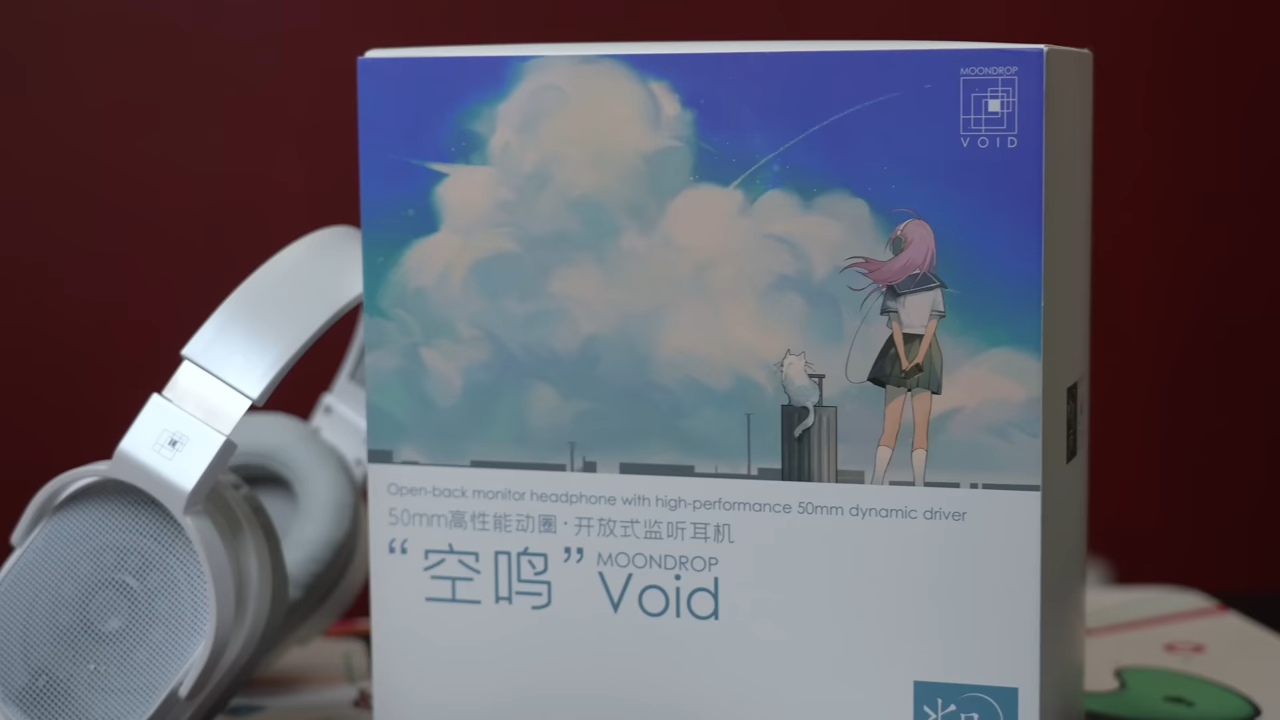 MOONDROP
VOID
Open-back monitor headphone with high-performance 50mm dynamic driver
50mm高性能动圈·开放式监听耳机
“空鸣” MOONDROP Void